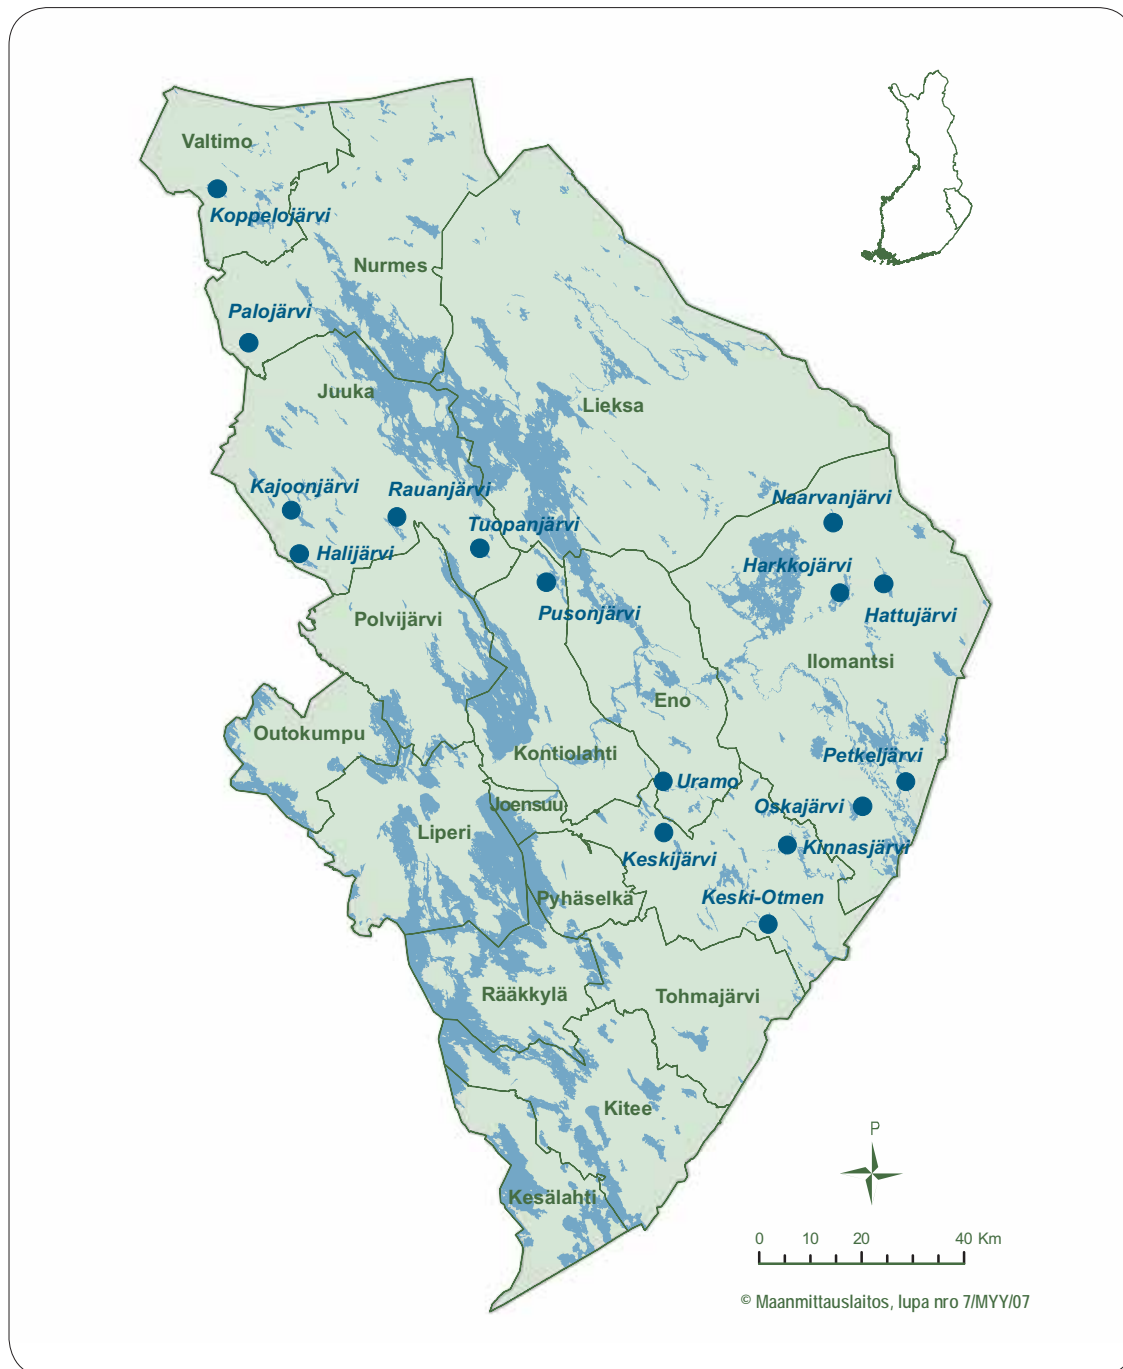 Valtimo
Koppelojärvi
Nurmes
Palojärvi
Juuka
Lieksa
Kajoonjärvi
Rauanjärvi
Naarvanjärvi
Tuopanjärvi
Halijärvi
Harkkojärvi
Pusonjärvi
Hattujärvi
Polvijärvi
Ilomantsi
Eno
Outokumpu
Kontiolahti
Petkeljärvi
Uramo
Joensuu
Oskajärvi
Liperi
Kinnasjärvi
Keskijärvi
Pyhäselkä
Keski-Otmen
Rääkkylä
Tohmajärvi
Kitee
P
Kesälahti
0 10 20 40 Km
© Maanmittauslaitos, lupa nro 7/MYY/07